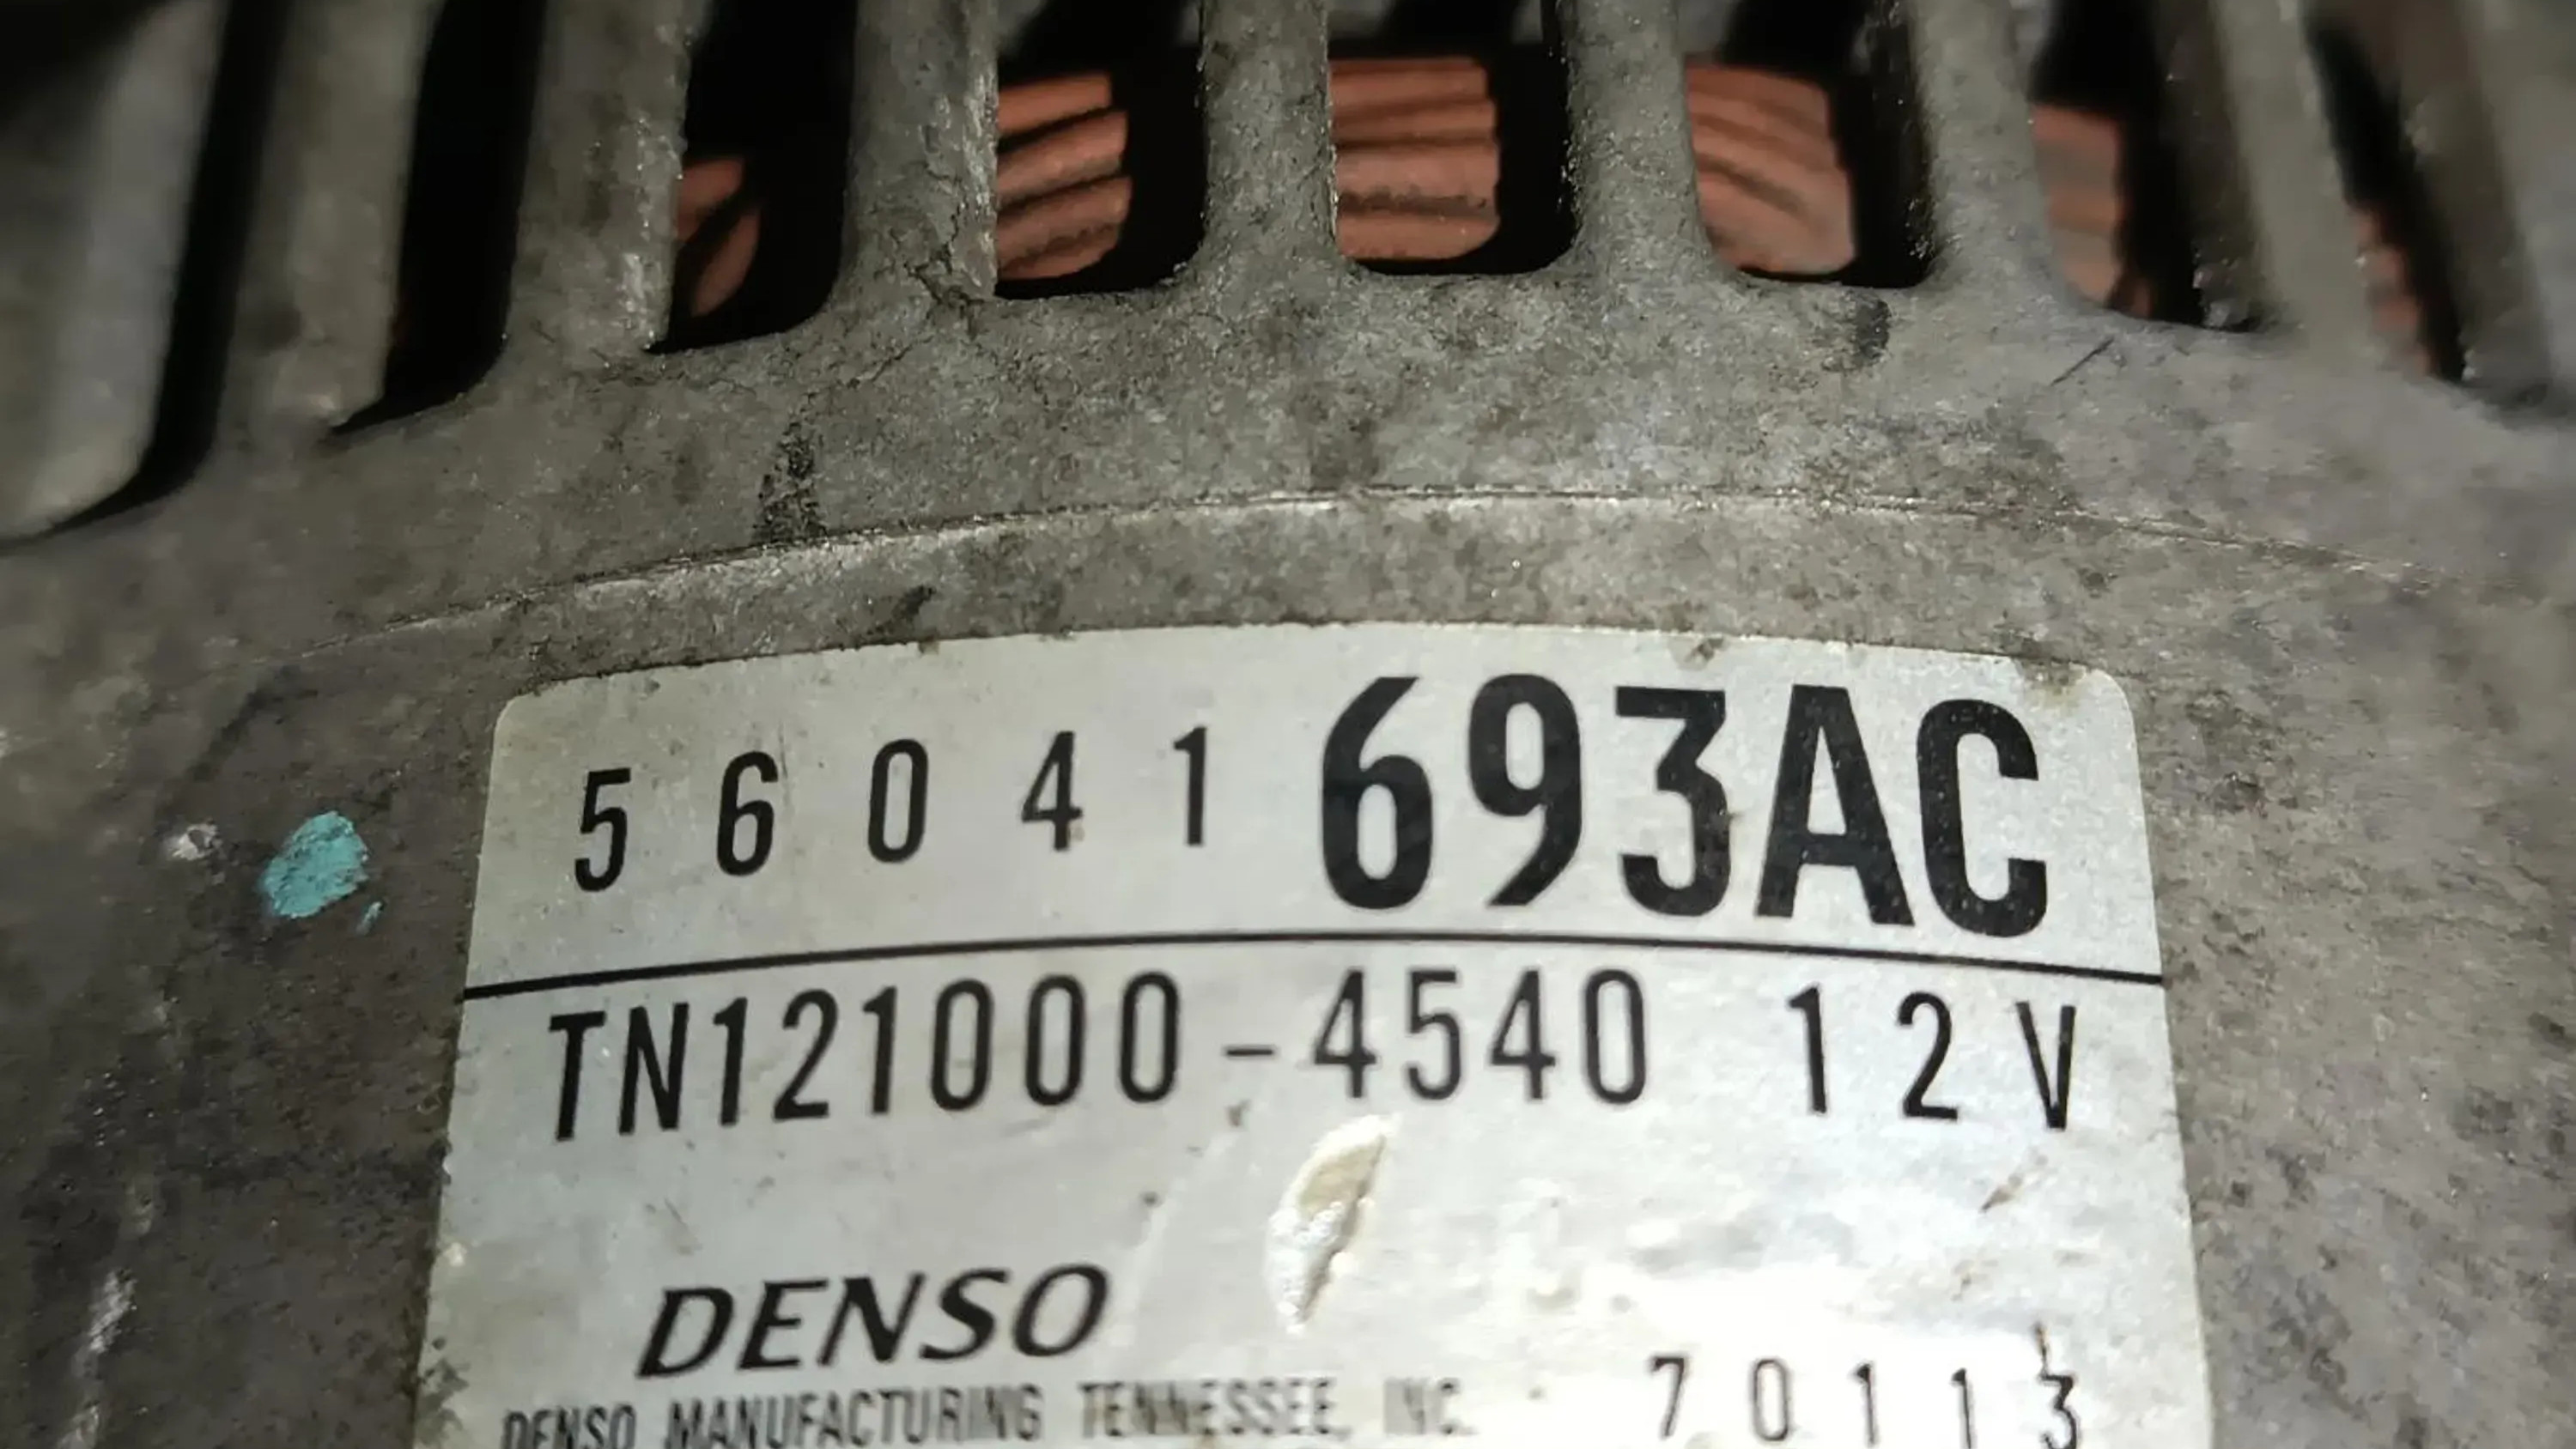 56041693AC
TN121000-4540 12V
DENSO
DENSO MANUFACTURING TENNESSEE, INC. 70113